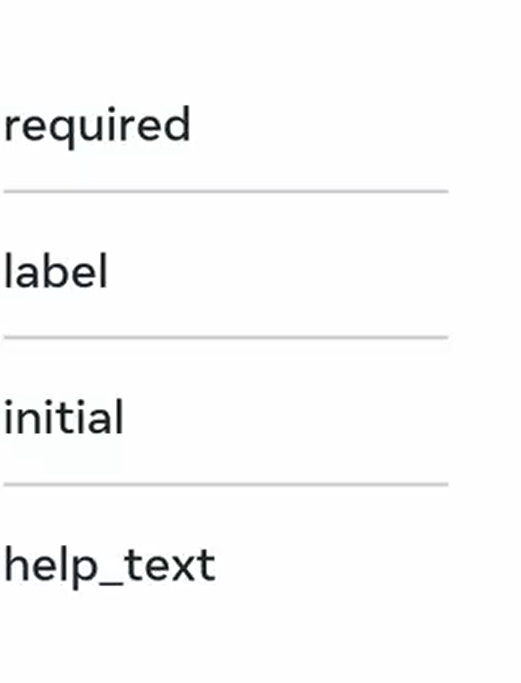 required
label
initial
help_text